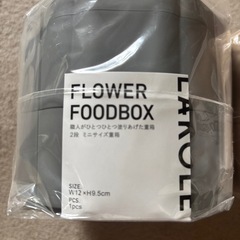 FLOWER
FOODBOX
職人がひとつひとつ塗りあげた重箱
2段 ミニサイズ重箱
SIZE.
W12 ×H9.5cm
PCS.
1pcs
LAKOLE